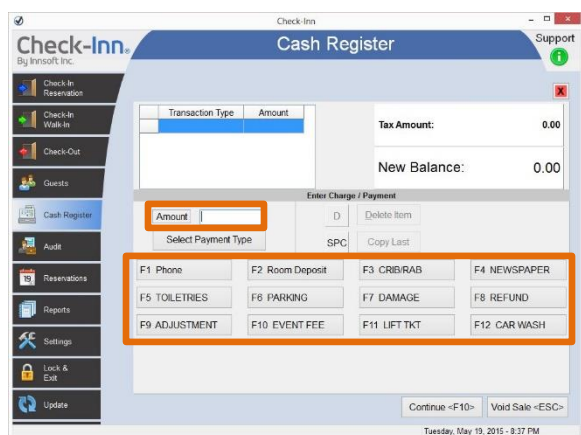 Check-Inn
Check-Inn®
By Innsoft Inc.
Cash Register
Support
Check-In
Reservation
Check-In
Walk-In
Check-Out
Guests
Cash Register
Audit
19
Reservations
Reports
Settings
Lock &
Exit
Update
X
Transaction Type Amount
Tax Amount: 0.00
New Balance: 0.00
Enter Charge / Payment
Amount D Delete Item
Select Payment Type SPC Copy Last
F1 Phone F2 Room Deposit F3 CRIB/RAB F4 NEWSPAPER
F5 TOILETRIES F6 PARKING F7 DAMAGE F8 REFUND
F9 ADJUSTMENT F10 EVENT FEE F11 LIFT TKT F12 CAR WASH
Continue <F10> Void Sale <ESC>
Tuesday, May 19, 2015 - 8:37 PM